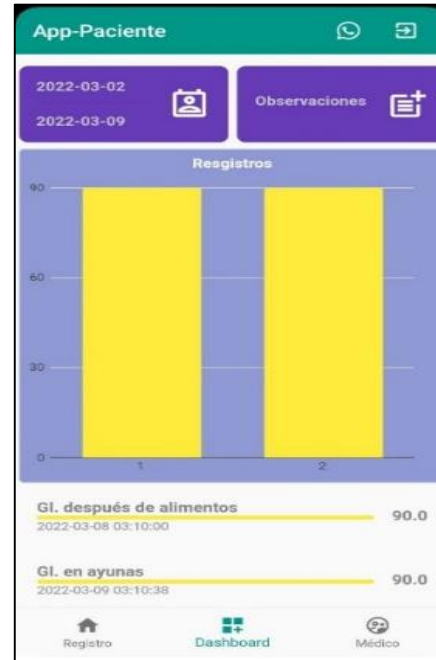 App-Paciente
2022-03-02
2022-03-09
Observaciones
Resgistros
90
60
30
0
1
2
Gl. después de alimentos
2022-03-08 03:10:00
90.0
Gl. en ayunas
2022-03-09 03:10:38
90.0
Registro
Dashboard
Médico